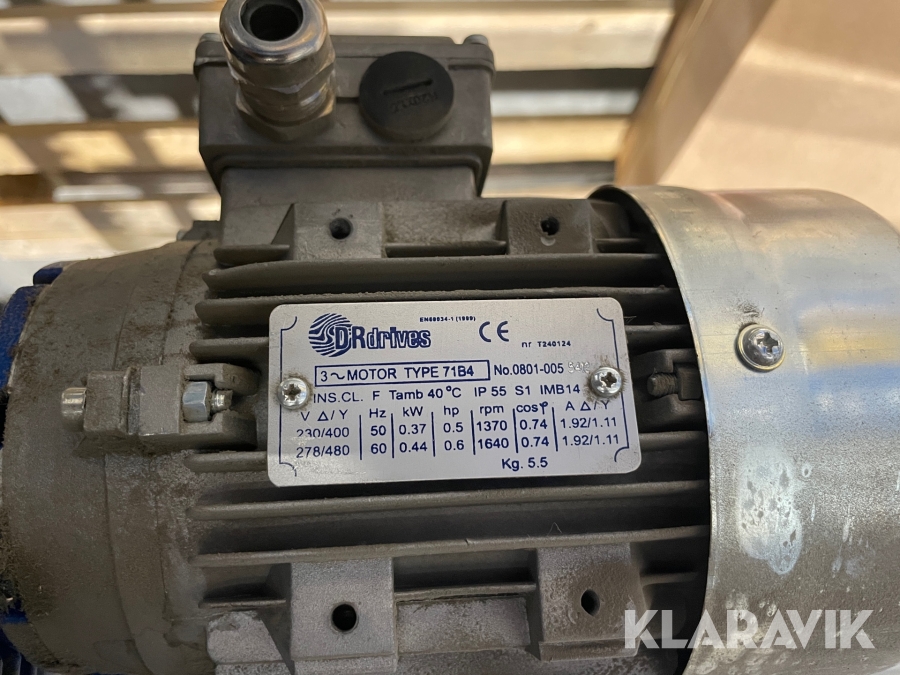 DRdrives
EN60034-1 (1999)
CE
nr T240124
3~MOTOR TYPE 71B4 No.0801-005
INS.CL. F Tamb 40 °C IP 55 S1 IMB14
V Δ/Y Hz kW hp rpm cosφ A Δ/Y
230/400 50 0.37 0.5 1370 0.74 1.92/1.11
278/480 60 0.44 0.6 1640 0.74 1.92/1.11
Kg. 5.5
KLARAVIK